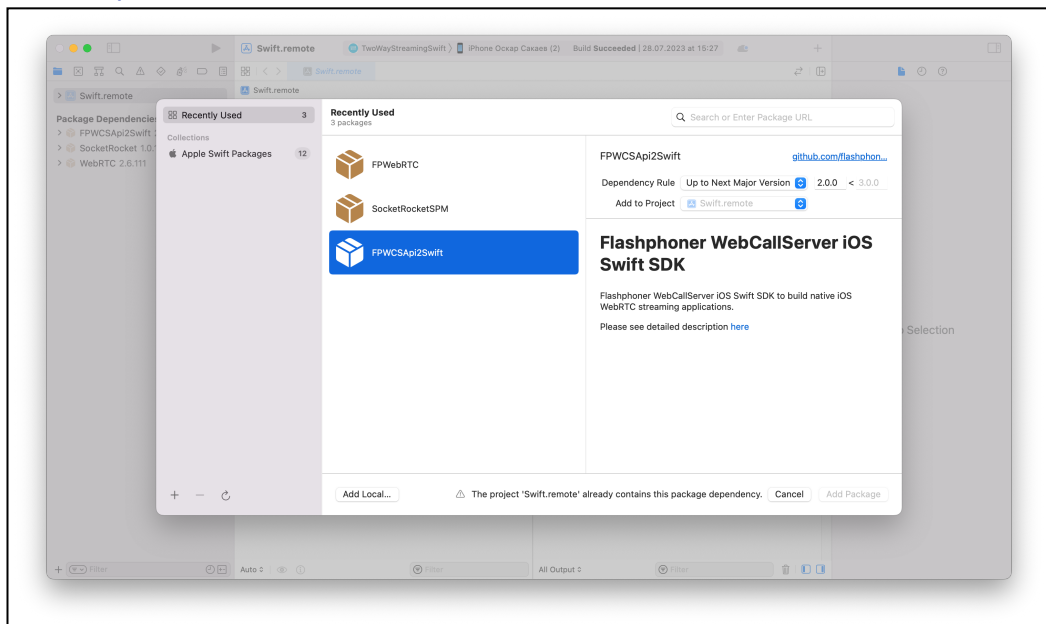 Swift.remote
TwoWayStreamingSwift
iPhone Оскар Сахаев (2)
Build Succeeded | 28.07.2023 at 15:27
Swift.remote
Swift.remote
Swift.remote
Package Dependencie
FPWCSApi2Swift
SocketRocket 1.0.
WebRTC 2.6.111
Recently Used 3
Collections
Apple Swift Packages 12
Recently Used
3 packages
Search or Enter Package URL
FPWebRTC
SocketRocketSPM
FPWCSApi2Swift
FPWCSApi2Swift github.com/flashphon...
Dependency Rule Up to Next Major Version 2.0.0 < 3.0.0
Add to Project Swift.remote
Flashphoner WebCallServer iOS
Swift SDK
Flashphoner WebCallServer iOS Swift SDK to build native iOS
WebRTC streaming applications.
Please see detailed description here
Selection
Add Local...
The project 'Swift.remote' already contains this package dependency.
Cancel
Add Package
Filter
Auto
Filter
All Output
Filter